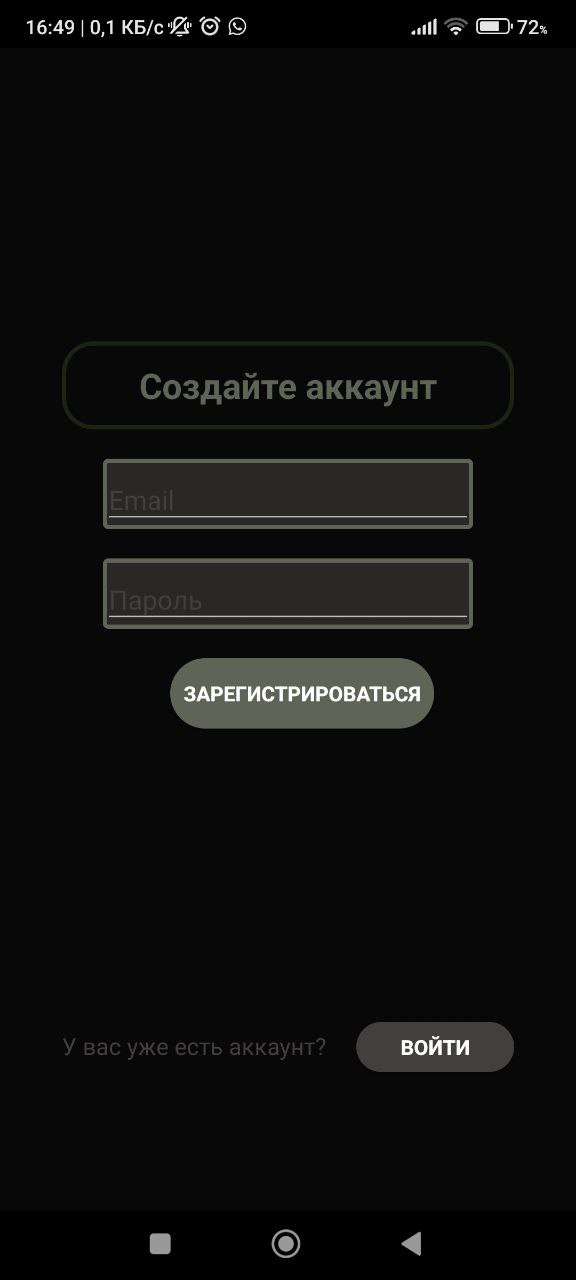 16:49 | 0,1 КБ/с 72%
Создайте аккаунт
Email
Пароль
ЗАРЕГИСТРИРОВАТЬСЯ
У вас уже есть аккаунт? ВОЙТИ